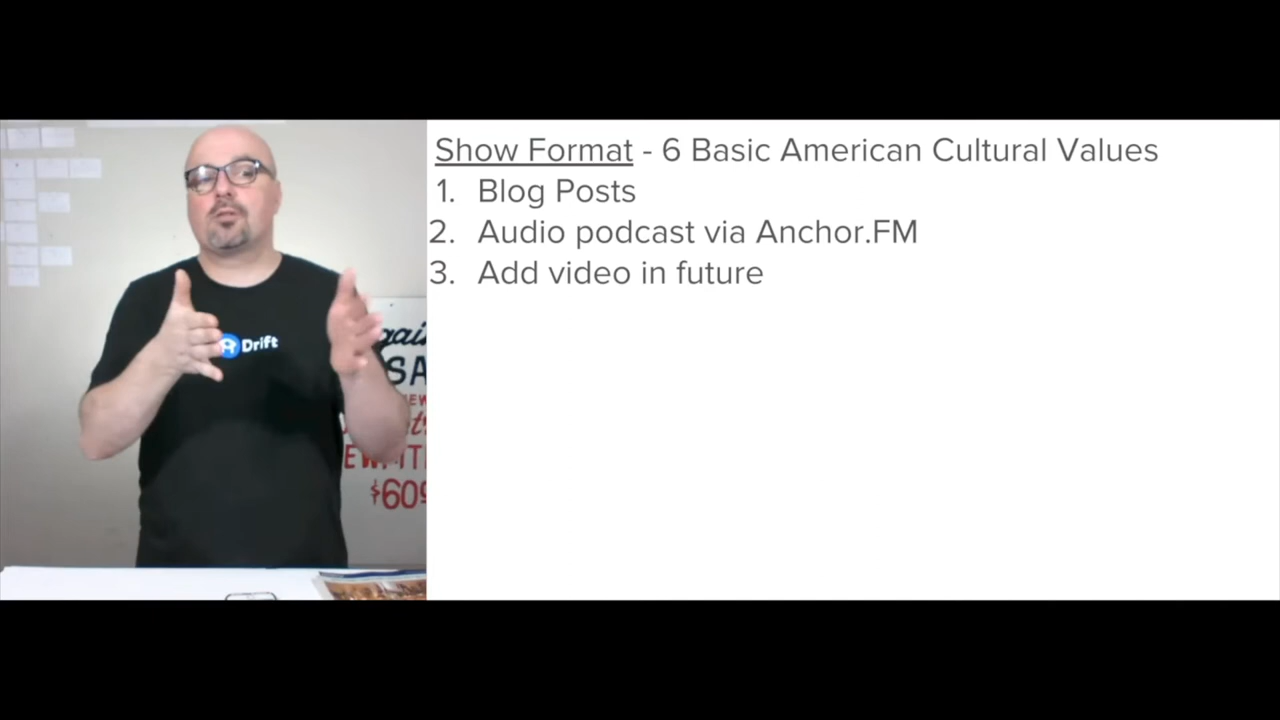 Show Format - 6 Basic American Cultural Values
1. Blog Posts
2. Audio podcast via Anchor.FM
3. Add video in future
Drift
SA
$60